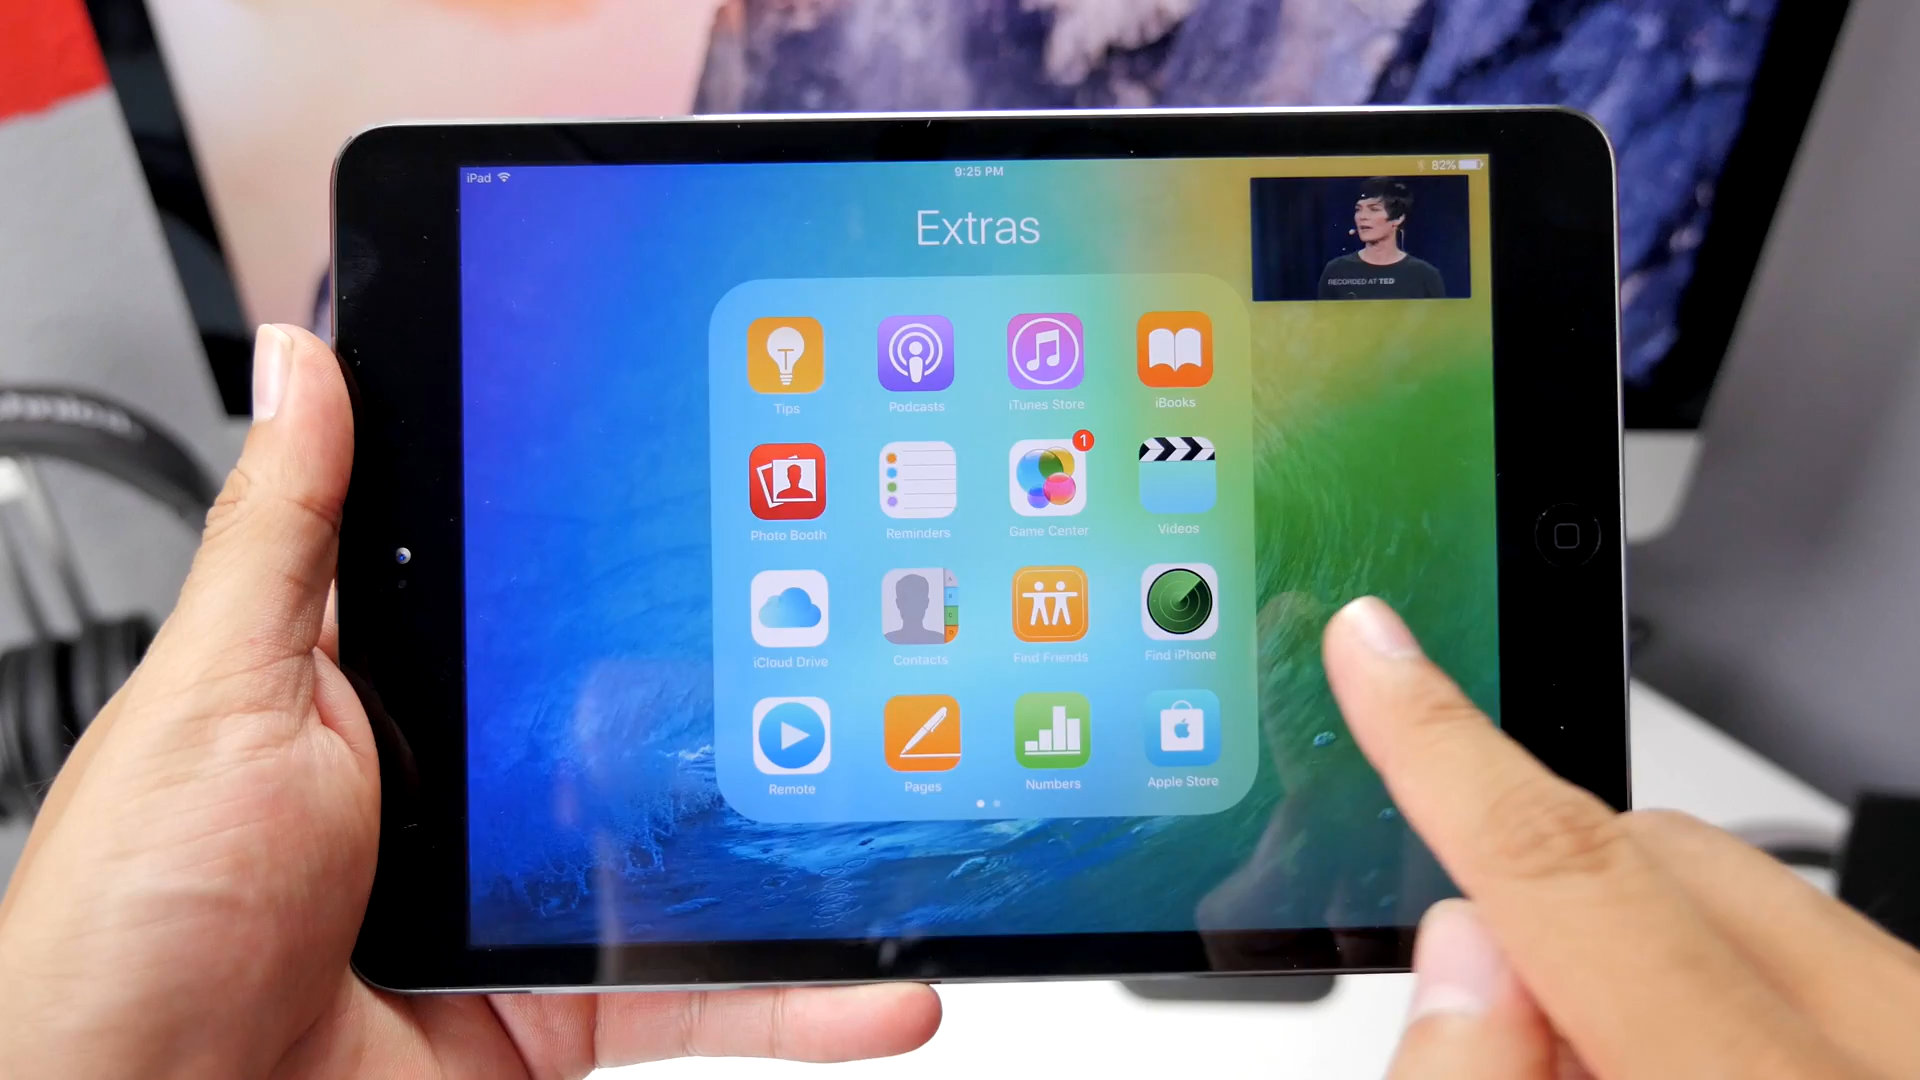 iPad
9:25 PM
82%
Extras
RECORDED AT TED
Tips
Podcasts
iTunes Store
iBooks
1
Photo Booth
Reminders
Game Center
Videos
iCloud Drive
Contacts
Find Friends
Find iPhone
Remote
Pages
Numbers
Apple Store